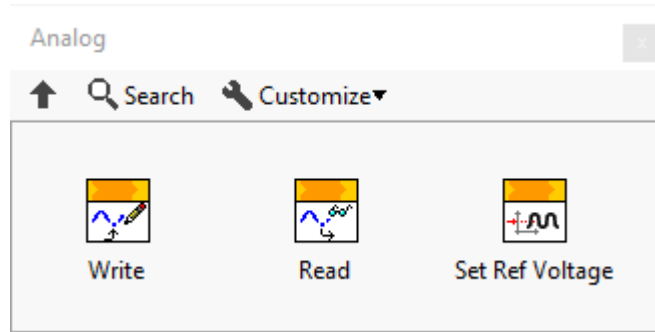 Analog
x
Search Customize▾
Write Read Set Ref Voltage